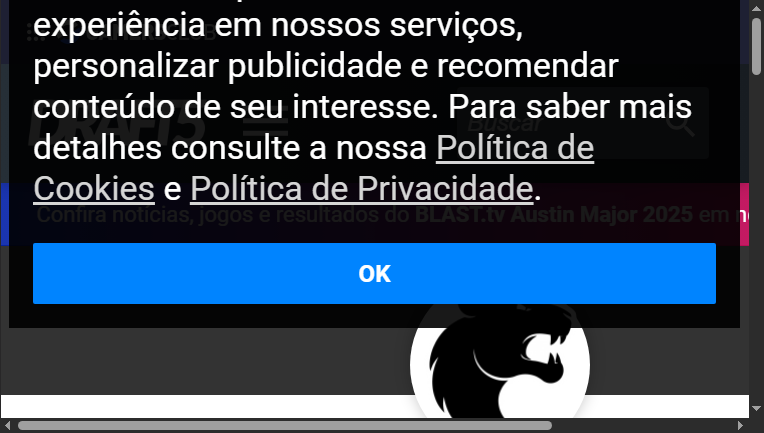 experiência em nossos serviços,
personalizar publicidade e recomendar
conteúdo de seu interesse. Para saber mais
detalhes consulte a nossa Política de
Cookies e Política de Privacidade.
Buscar
Confira notícias, jogos e resultados do BLAST.tv Austin Major 2025 em
OK